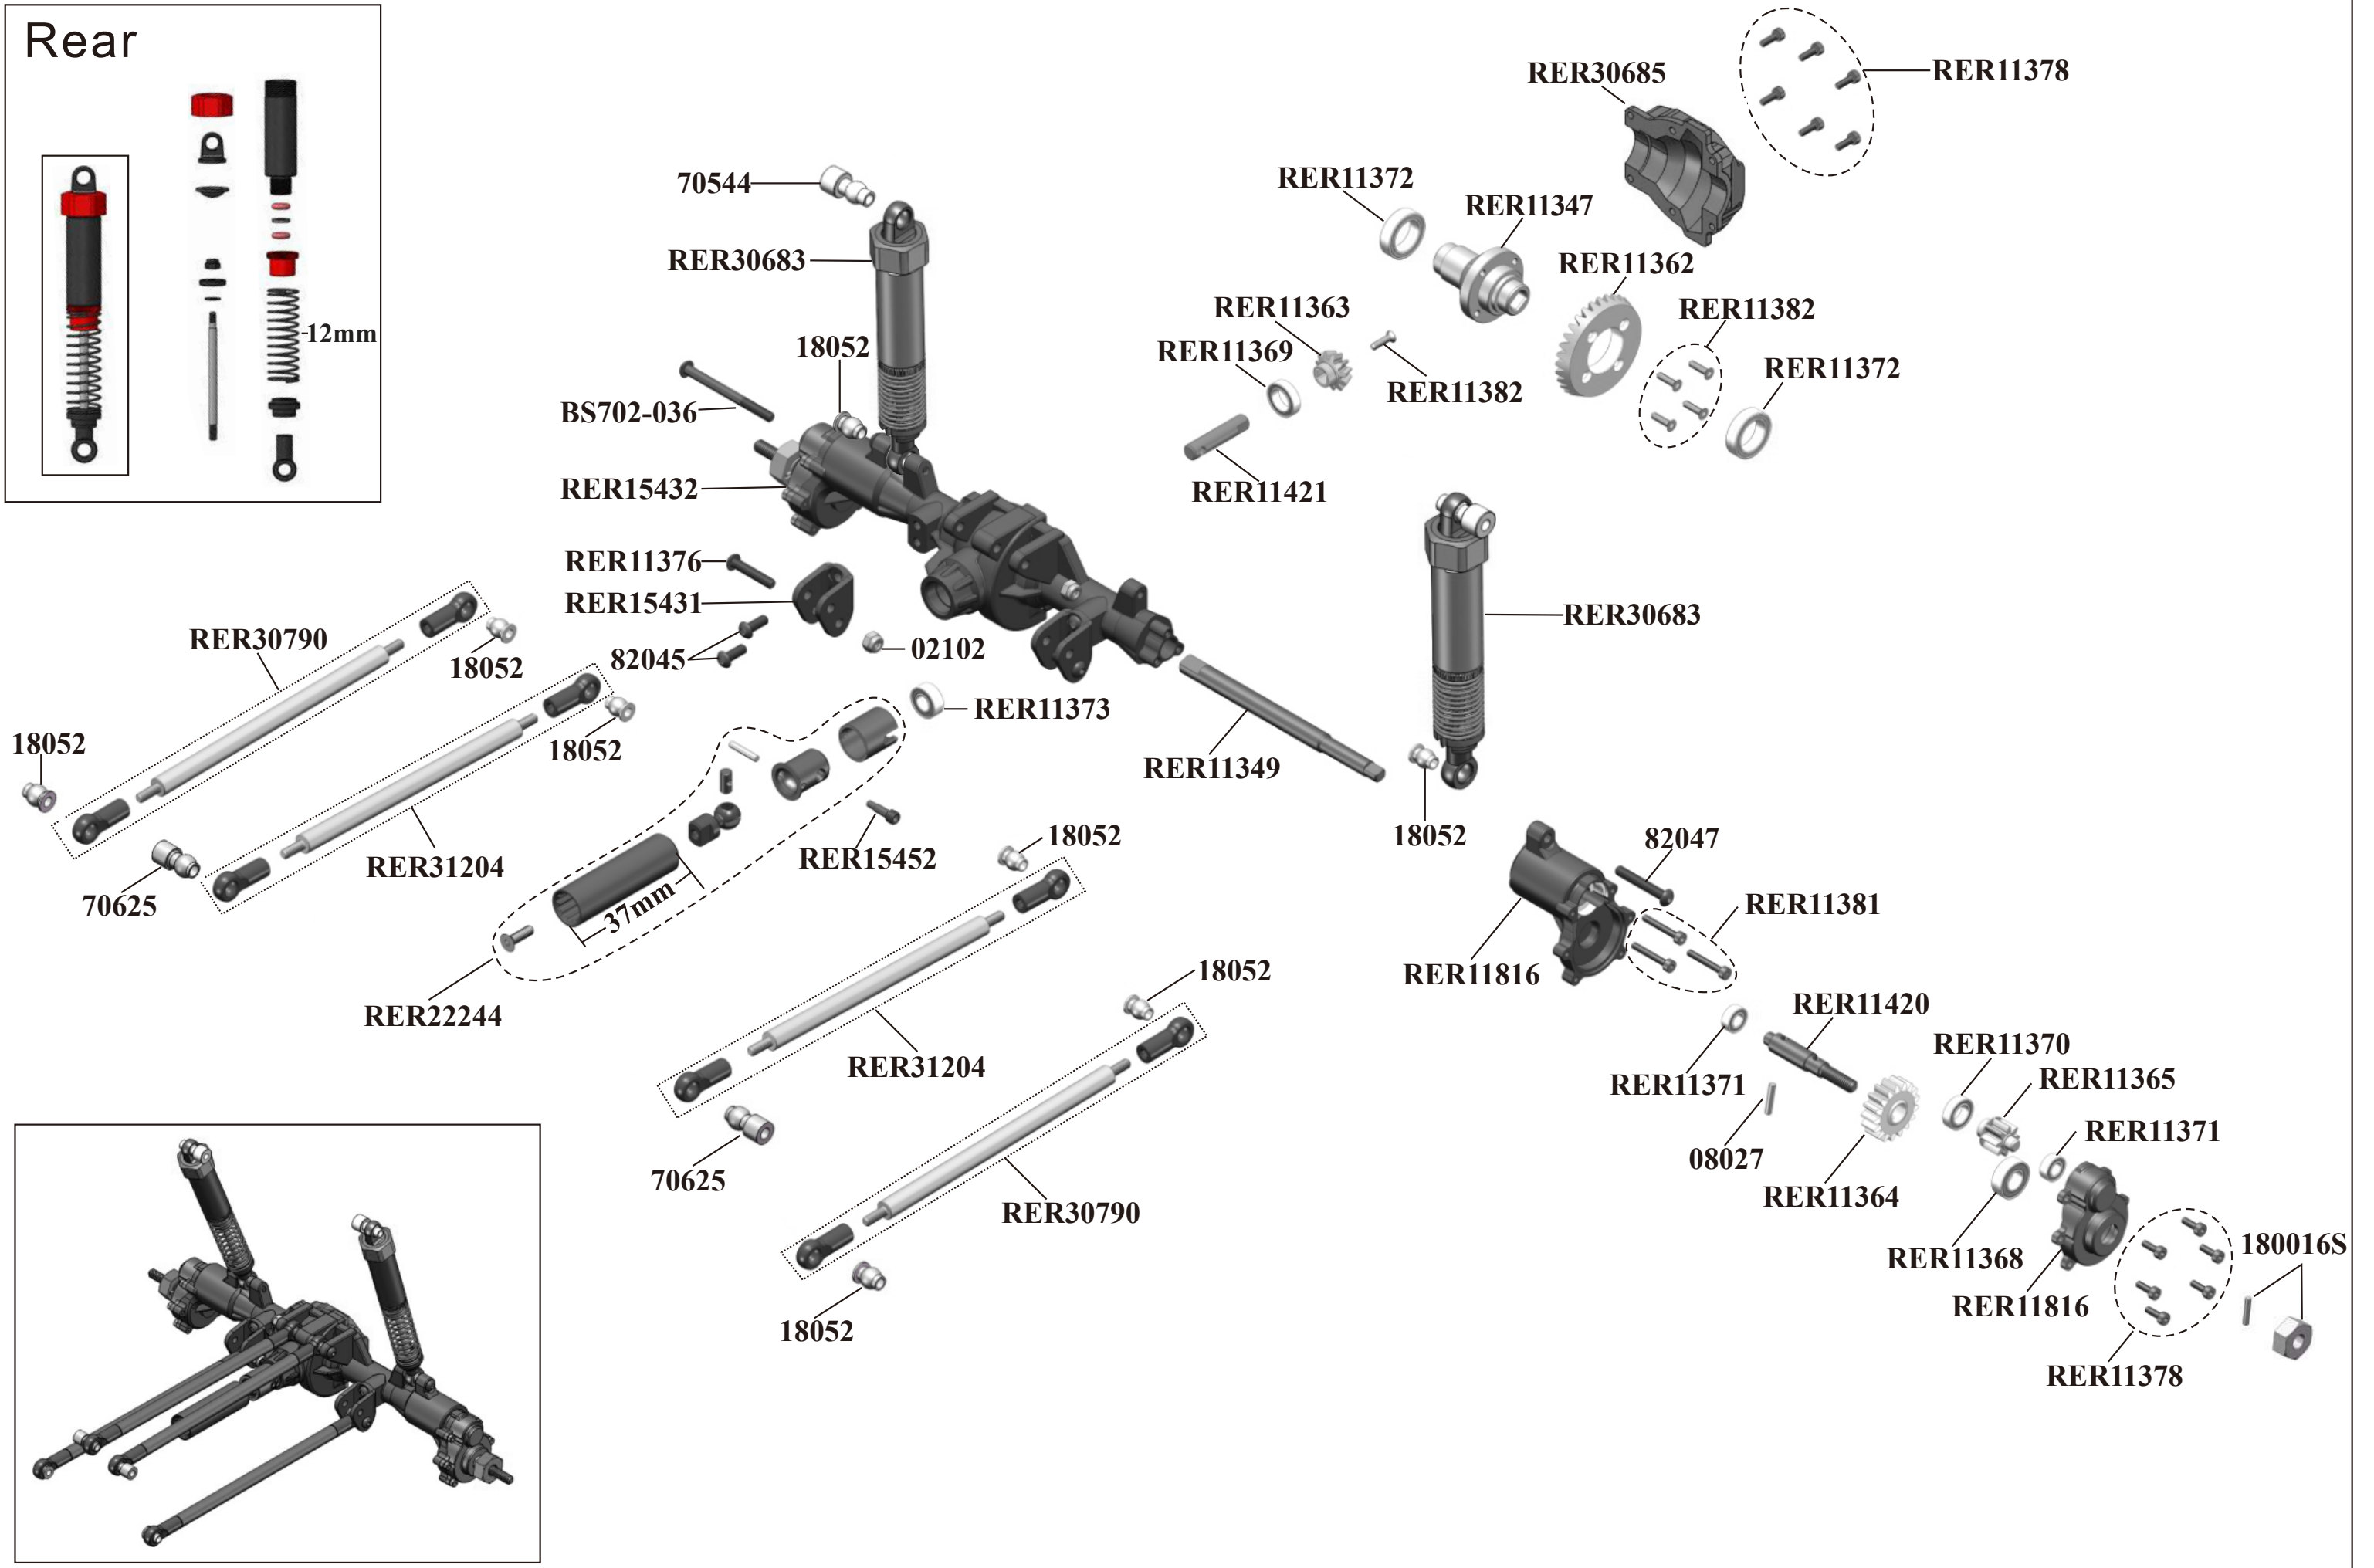 Rear
12mm
RER30685
RER11378
70544
RER11372
RER11347
RER30683
RER11362
RER11363
RER11382
18052
RER11369
RER11372
BS702-036
RER11382
RER15432
RER11421
RER11376
RER15431
RER30683
RER30790
82045
02102
18052
RER11373
18052
18052
RER11349
RER31204
RER15452
18052
18052
82047
70625
37mm
RER11381
18052
RER11816
RER22244
RER11420
RER31204
RER11371
RER11370
RER11365
08027
RER11371
70625
RER11364
RER30790
RER11368
180016S
RER11816
18052
RER11378